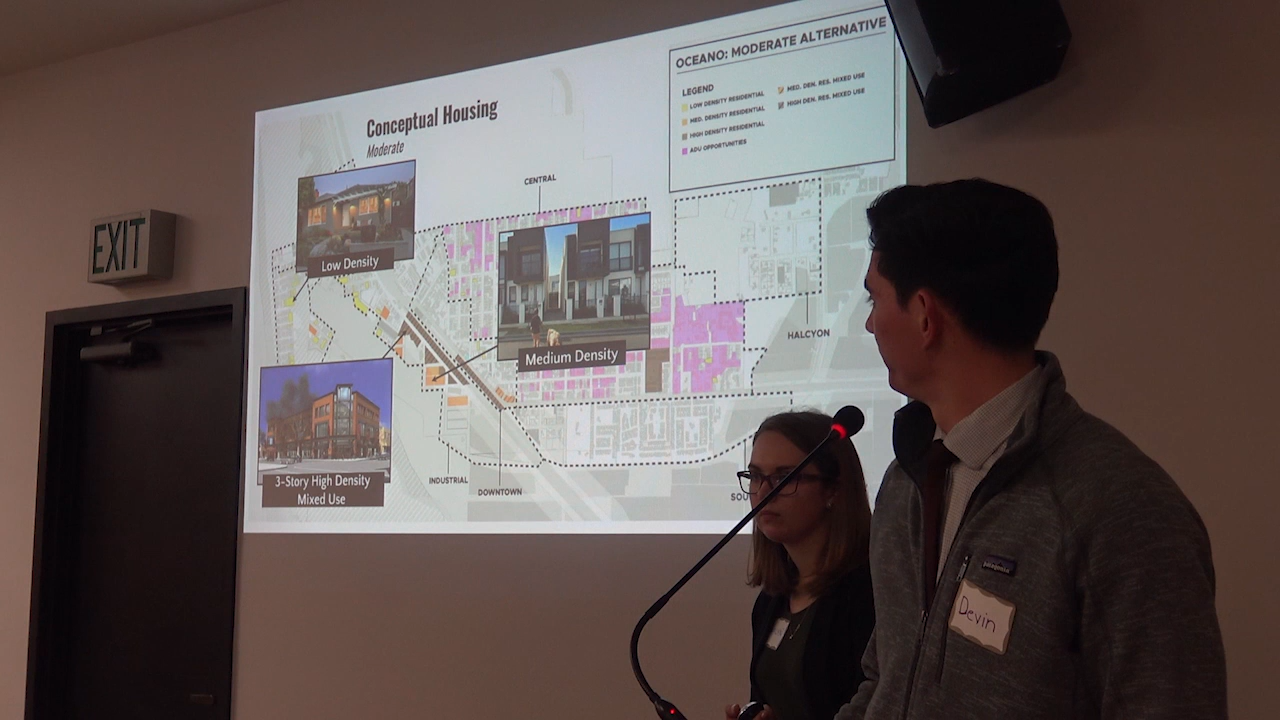 EXIT
Conceptual Housing
Moderate
OCEANO: MODERATE ALTERNATIVE
LEGEND
LOW DENSITY RESIDENTIAL
MED. DENSITY RESIDENTIAL
HIGH DENSITY RESIDENTIAL
ADU OPPORTUNITIES
MED. DEN. RES. MIXED USE
HIGH DEN. RES. MIXED USE
CENTRAL
Low Density
Medium Density
HALCYON
3-Story High Density
Mixed Use
INDUSTRIAL
DOWNTOWN
SOU
patagonia
Devin